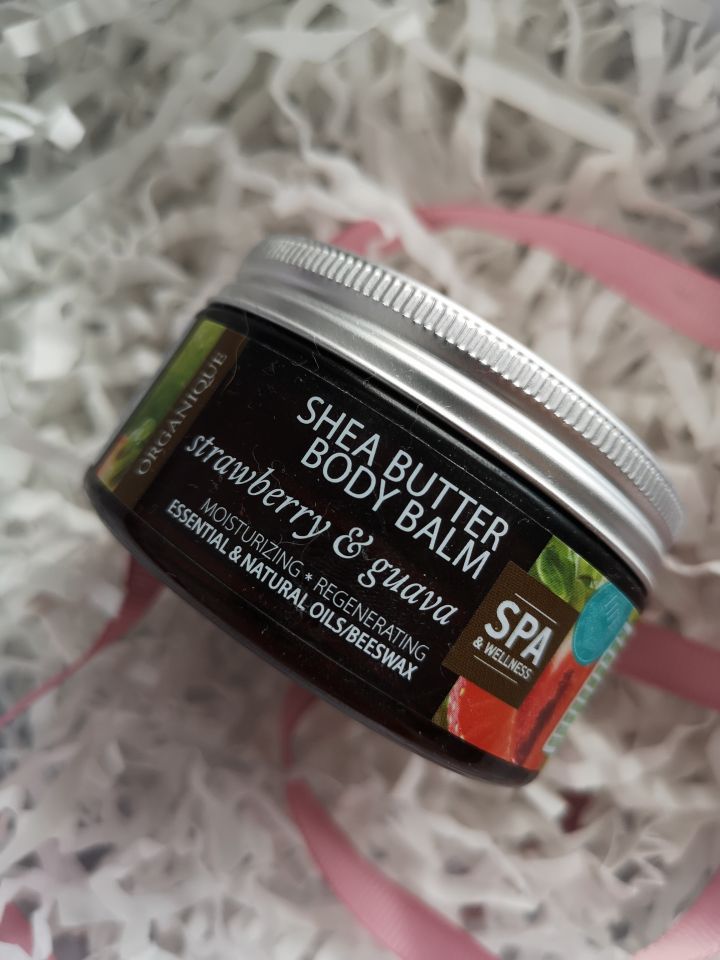 ORGANIQUE
SHEA BUTTER
BODY BALM
strawberry & guava
MOISTURIZING * REGENERATING
ESSENTIAL & NATURAL OILS/BEESWAX
SPA
& WELLNESS